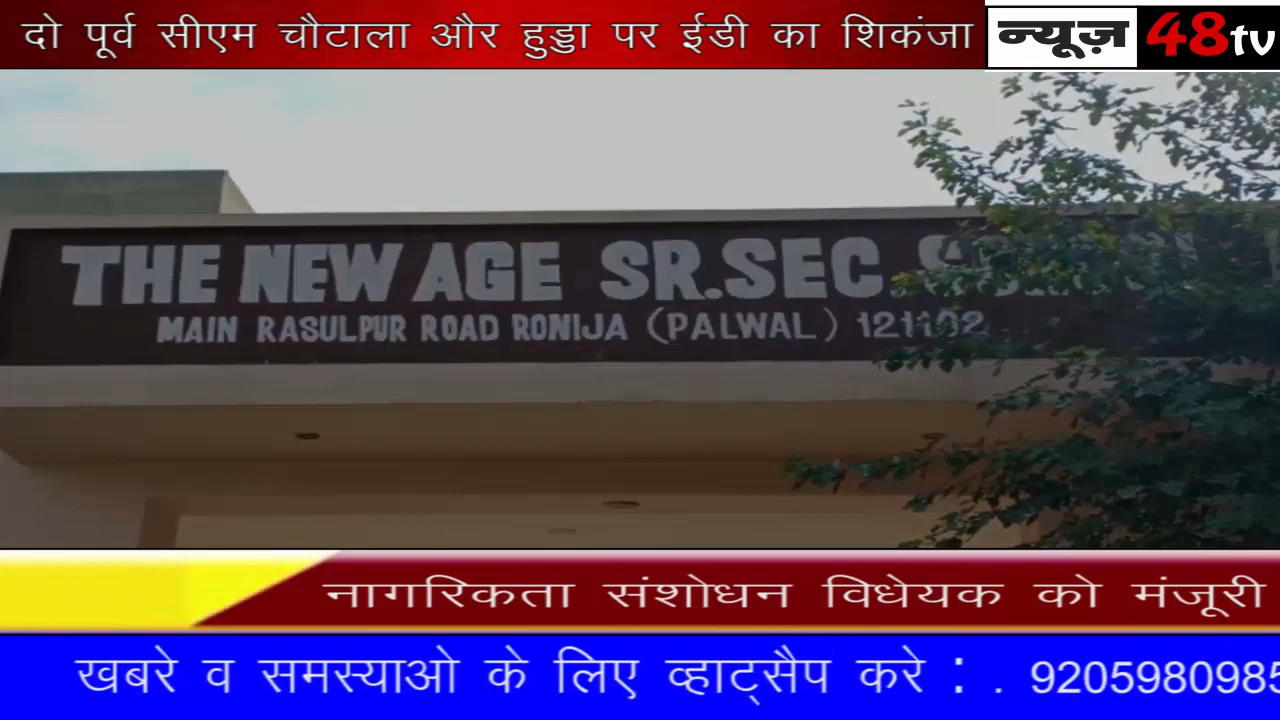 दो पूर्व सीएम चौटाला और हुड्डा पर ईडी का शिकंजा
न्यूज़ 48tv
THE NEW AGE SR.SEC.
MAIN RASULPUR ROAD RONIJA (PALWAL) 121102
नागरिकता संशोधन विधेयक को मंजूरी
खबरे व समस्याओ के लिए व्हाट्सैप करे : . 9205980985